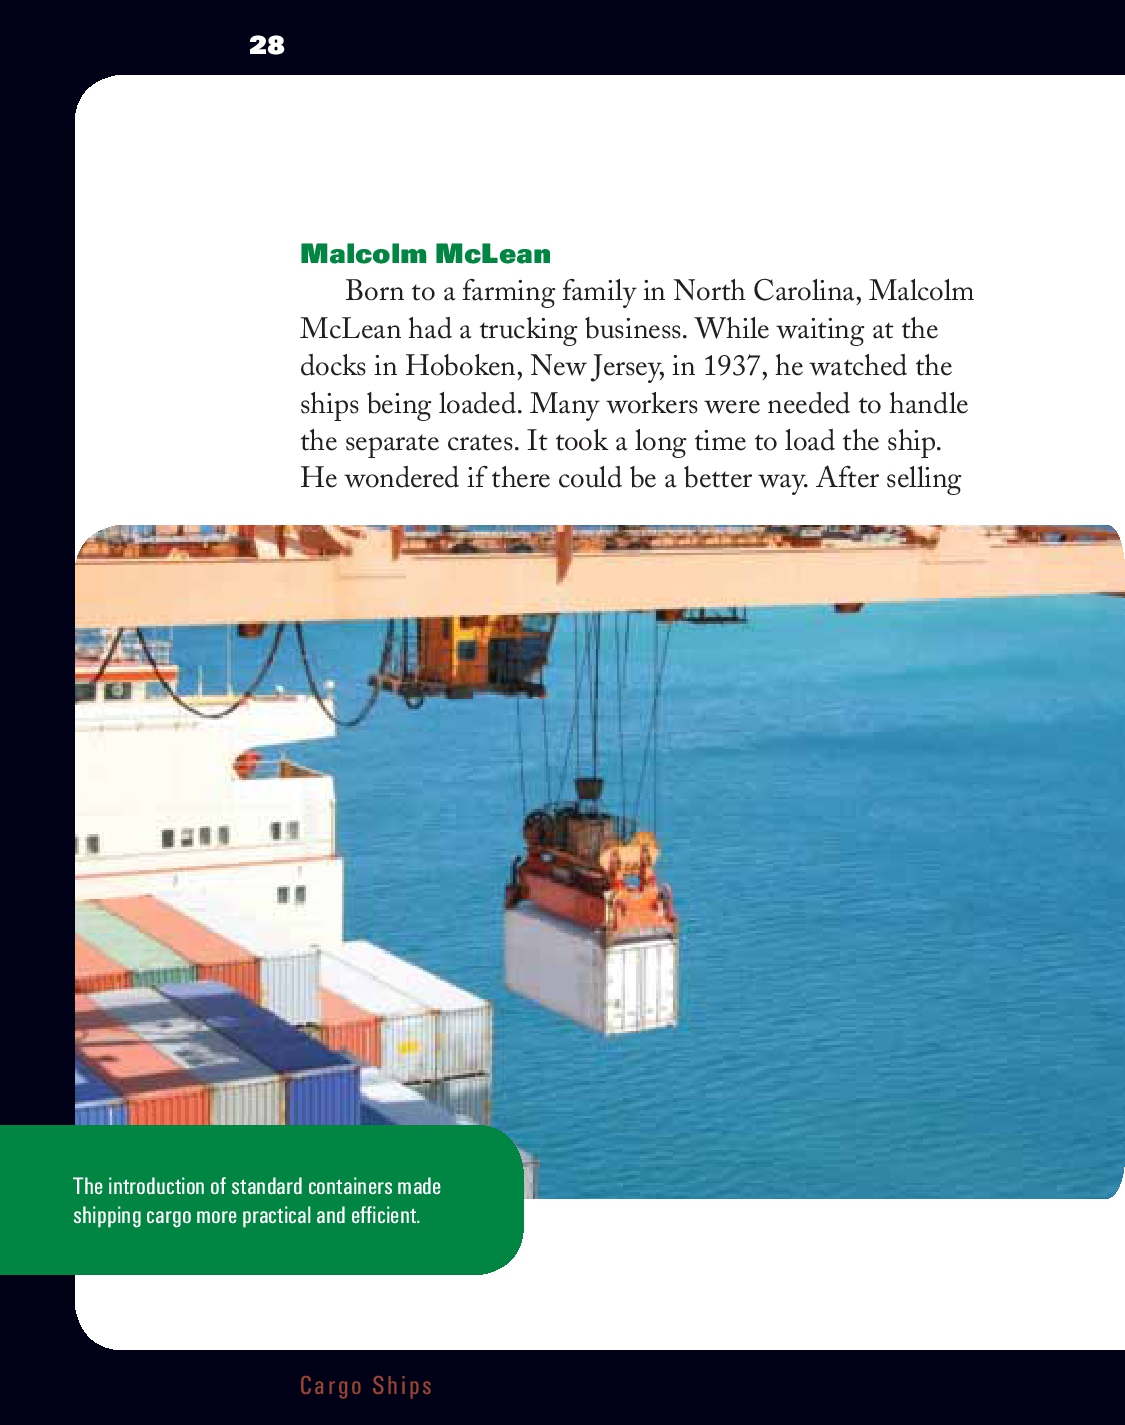 28
Malcolm McLean
Born to a farming family in North Carolina, Malcolm
McLean had a trucking business. While waiting at the
docks in Hoboken, New Jersey, in 1937, he watched the
ships being loaded. Many workers were needed to handle
the separate crates. It took a long time to load the ship.
He wondered if there could be a better way. After selling
The introduction of standard containers made
shipping cargo more practical and efficient.
Cargo Ships